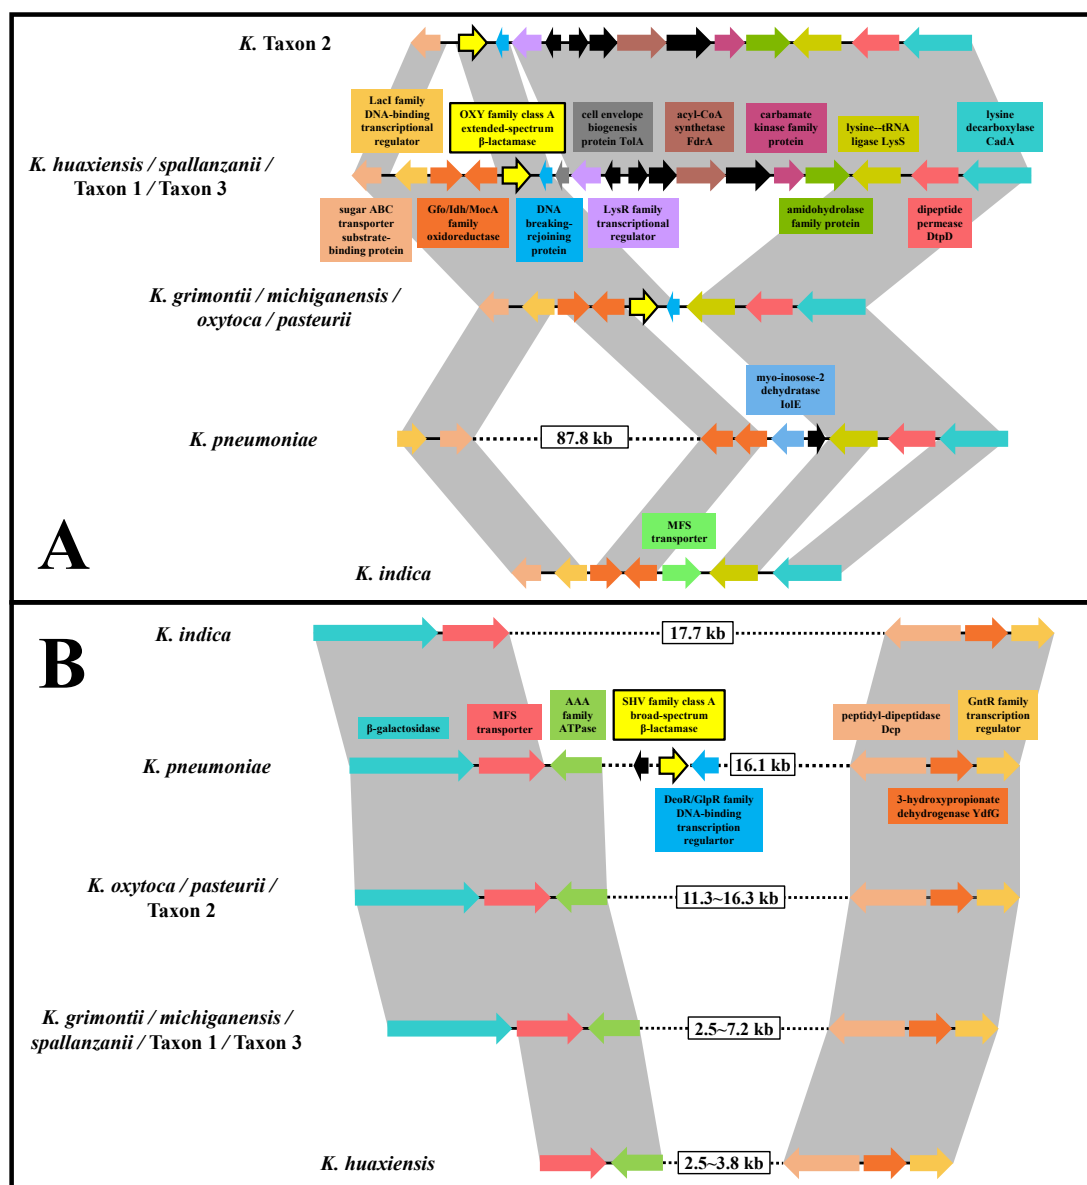 K. Taxon 2
LacI family
DNA-binding
transcriptional
regulator
OXY family class A
extended-spectrum
β-lactamase
cell envelope
biogenesis
protein TolA
acyl-CoA
synthetase
FdrA
carbamate
kinase family
protein
lysine--tRNA
ligase LysS
lysine
decarboxylase
CadA
K. huaxiensis / spallanzanii /
Taxon 1 / Taxon 3
sugar ABC
transporter
substrate-
binding protein
Gfo/Idh/MocA
family
oxidoreductase
DNA
breaking-
rejoining
protein
LysR family
transcriptional
regulator
amidohydrolase
family protein
dipeptide
permease
DtpD
K. grimontii / michiganensis /
oxytoca / pasteurii
myo-inosose-2
dehydratase
IolE
K. pneumoniae
87.8 kb
MFS
transporter
A
K. indica
B
K. indica
17.7 kb
β-galactosidase
MFS
transporter
AAA
family
ATPase
SHV family class A
broad-spectrum
β-lactamase
peptidyl-dipeptidase
Dcp
GntR family
transcription
regulator
K. pneumoniae
16.1 kb
DeoR/GlpR family
DNA-binding
transcription
regulartor
3-hydroxypropionate
dehydrogenase YdfG
K. oxytoca / pasteurii /
Taxon 2
11.3~16.3 kb
K. grimontii / michiganensis /
spallanzanii / Taxon 1 / Taxon 3
2.5~7.2 kb
K. huaxiensis
2.5~3.8 kb